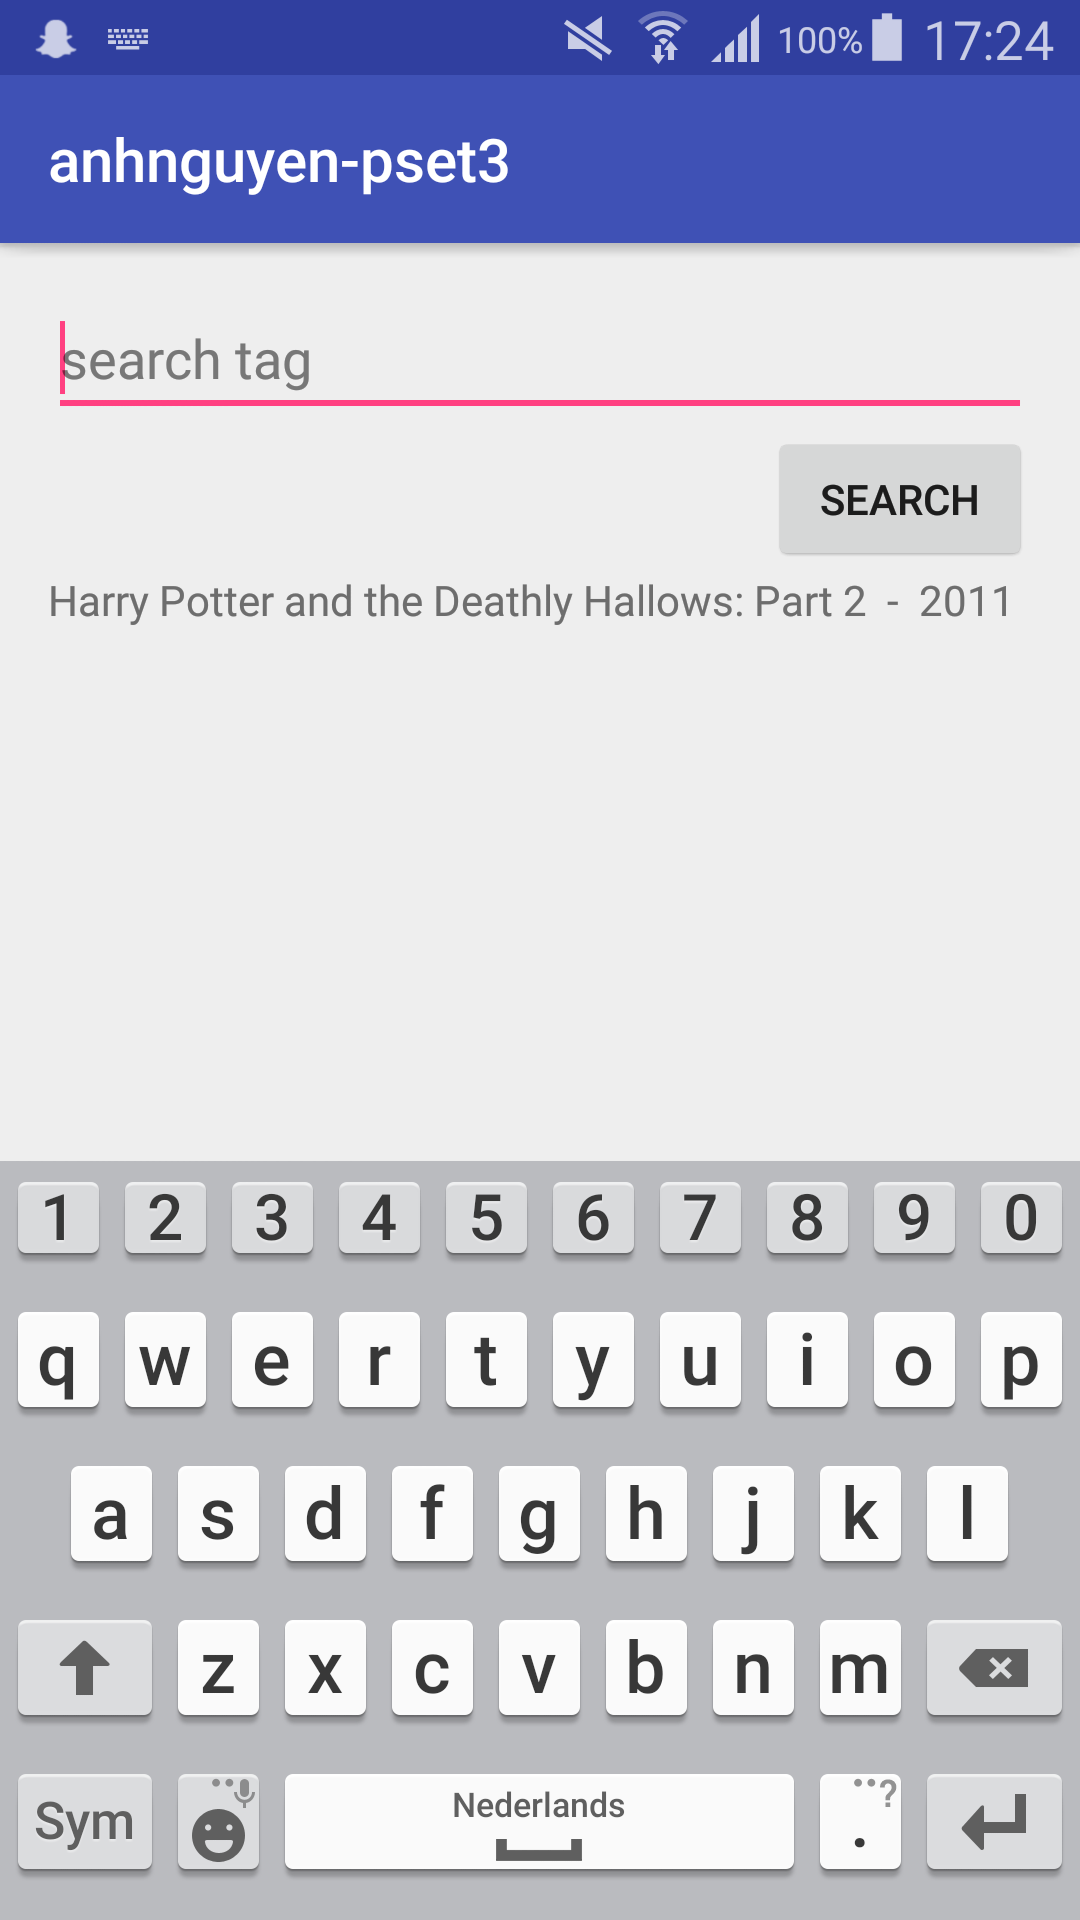 100% 17:24
anhnguyen-pset3
search tag
SEARCH
Harry Potter and the Deathly Hallows: Part 2 - 2011
1 2 3 4 5 6 7 8 9 0
q w e r t y u i o p
a s d f g h j k l
z x c v b n m
Sym Nederlands . ?